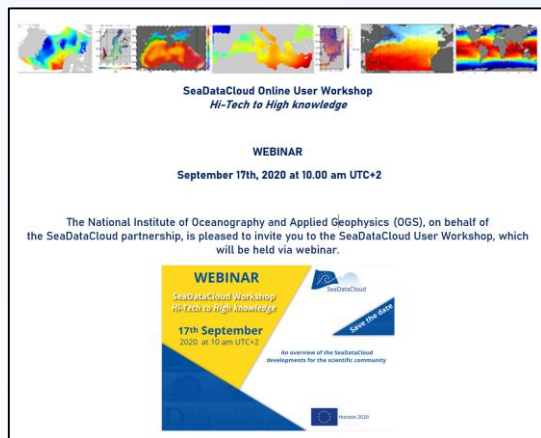 SeaDataCloud Online User Workshop
Hi-Tech to High knowledge
WEBINAR
September 17th, 2020 at 10.00 am UTC+2
The National Institute of Oceanography and Applied Geophysics (OGS), on behalf of
the SeaDataCloud partnership, is pleased to invite you to the SeaDataCloud User Workshop, which
will be held via webinar.
WEBINAR
SeaDataCloud Workshop
Hi-Tech to High knowledge
17th September
2020 at 10 am UTC+2
SeaDataCloud
Save the date
An overview of the SeaDataCloud
developments for the scientific community
Horizon 2020